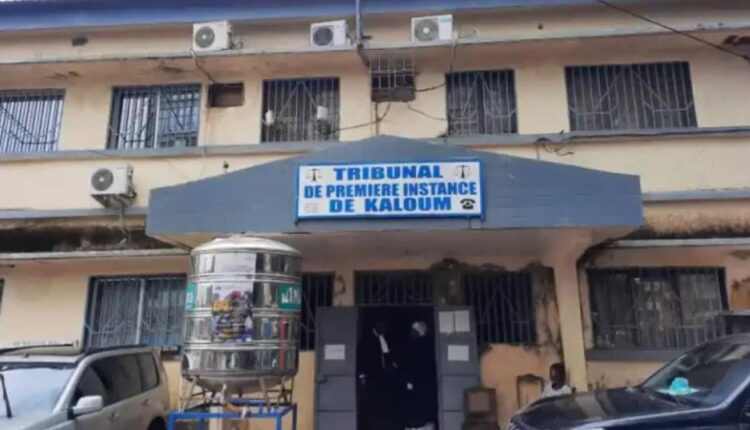 TRIBUNAL
DE PREMIERE INSTANCE
DE KALOUM